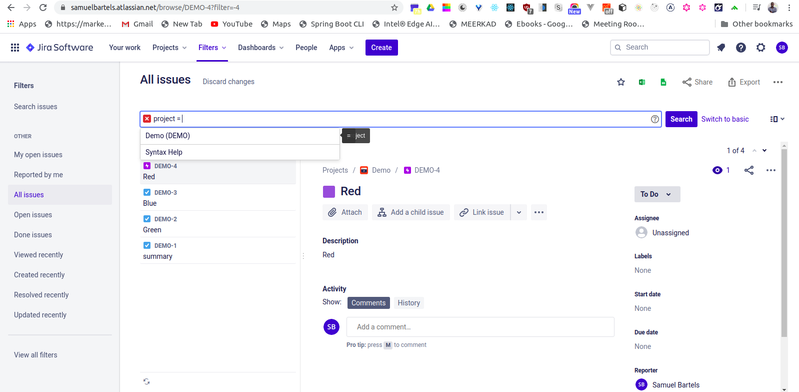 samuelbartels.atlassian.net/browse/DEMO-4?filter=-4
Apps
https://marke...
Gmail
New Tab
YouTube
Maps
Spring Boot CLI
Intel® Edge AI...
MEERKAD
Ebooks - Goog...
Meeting Roo...
Other bookmarks
Jira Software
Your work
Projects
Filters
Dashboards
People
Apps
Create
Search
SB
Filters
Search issues
OTHER
My open issues
Reported by me
All issues
Open issues
Done issues
Viewed recently
Created recently
Resolved recently
Updated recently
View all filters
All issues
Discard changes
Share
Export
project =
Search
Switch to basic
Demo (DEMO)
= ject
Syntax Help
DEMO-4
Red
DEMO-3
Blue
DEMO-2
Green
DEMO-1
summary
1 of 4
Projects / Demo / DEMO-4
1
Red
Attach
Add a child issue
Link issue
Description
Red
Activity
Show:
Comments
History
SB
Add a comment...
Pro tip: press M to comment
To Do
Assignee
Unassigned
Labels
None
Start date
None
Due date
None
Reporter
SB
Samuel Bartels